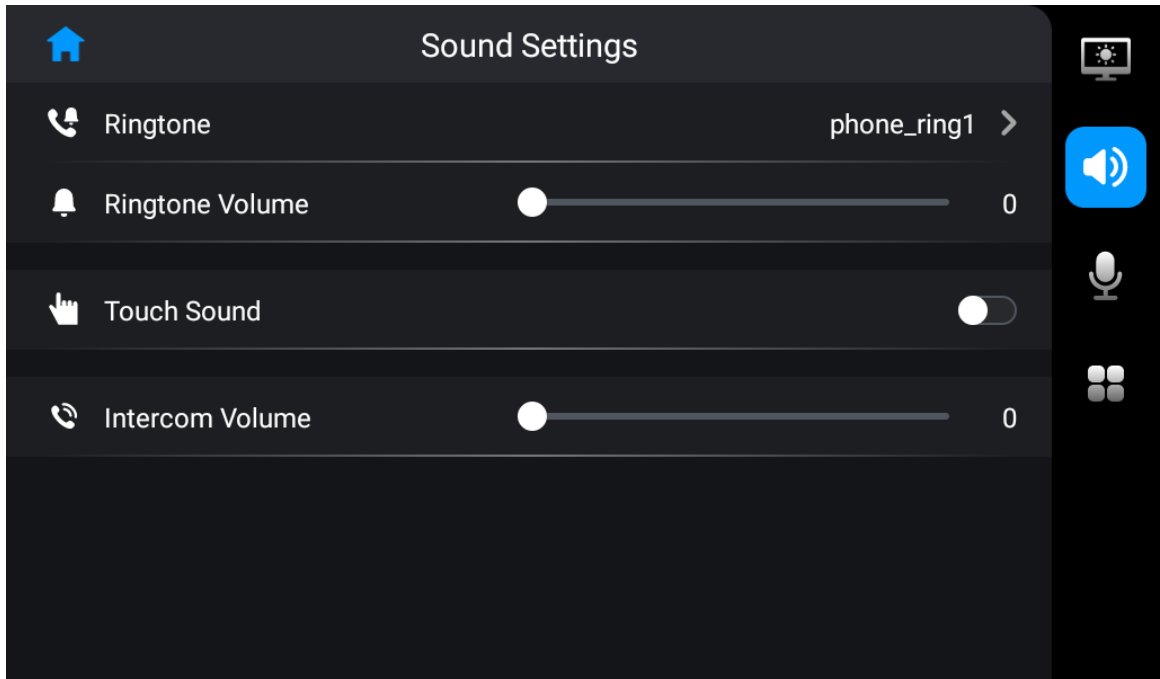 Sound Settings
Ringtone phone_ring1
Ringtone Volume 0
Touch Sound
Intercom Volume 0